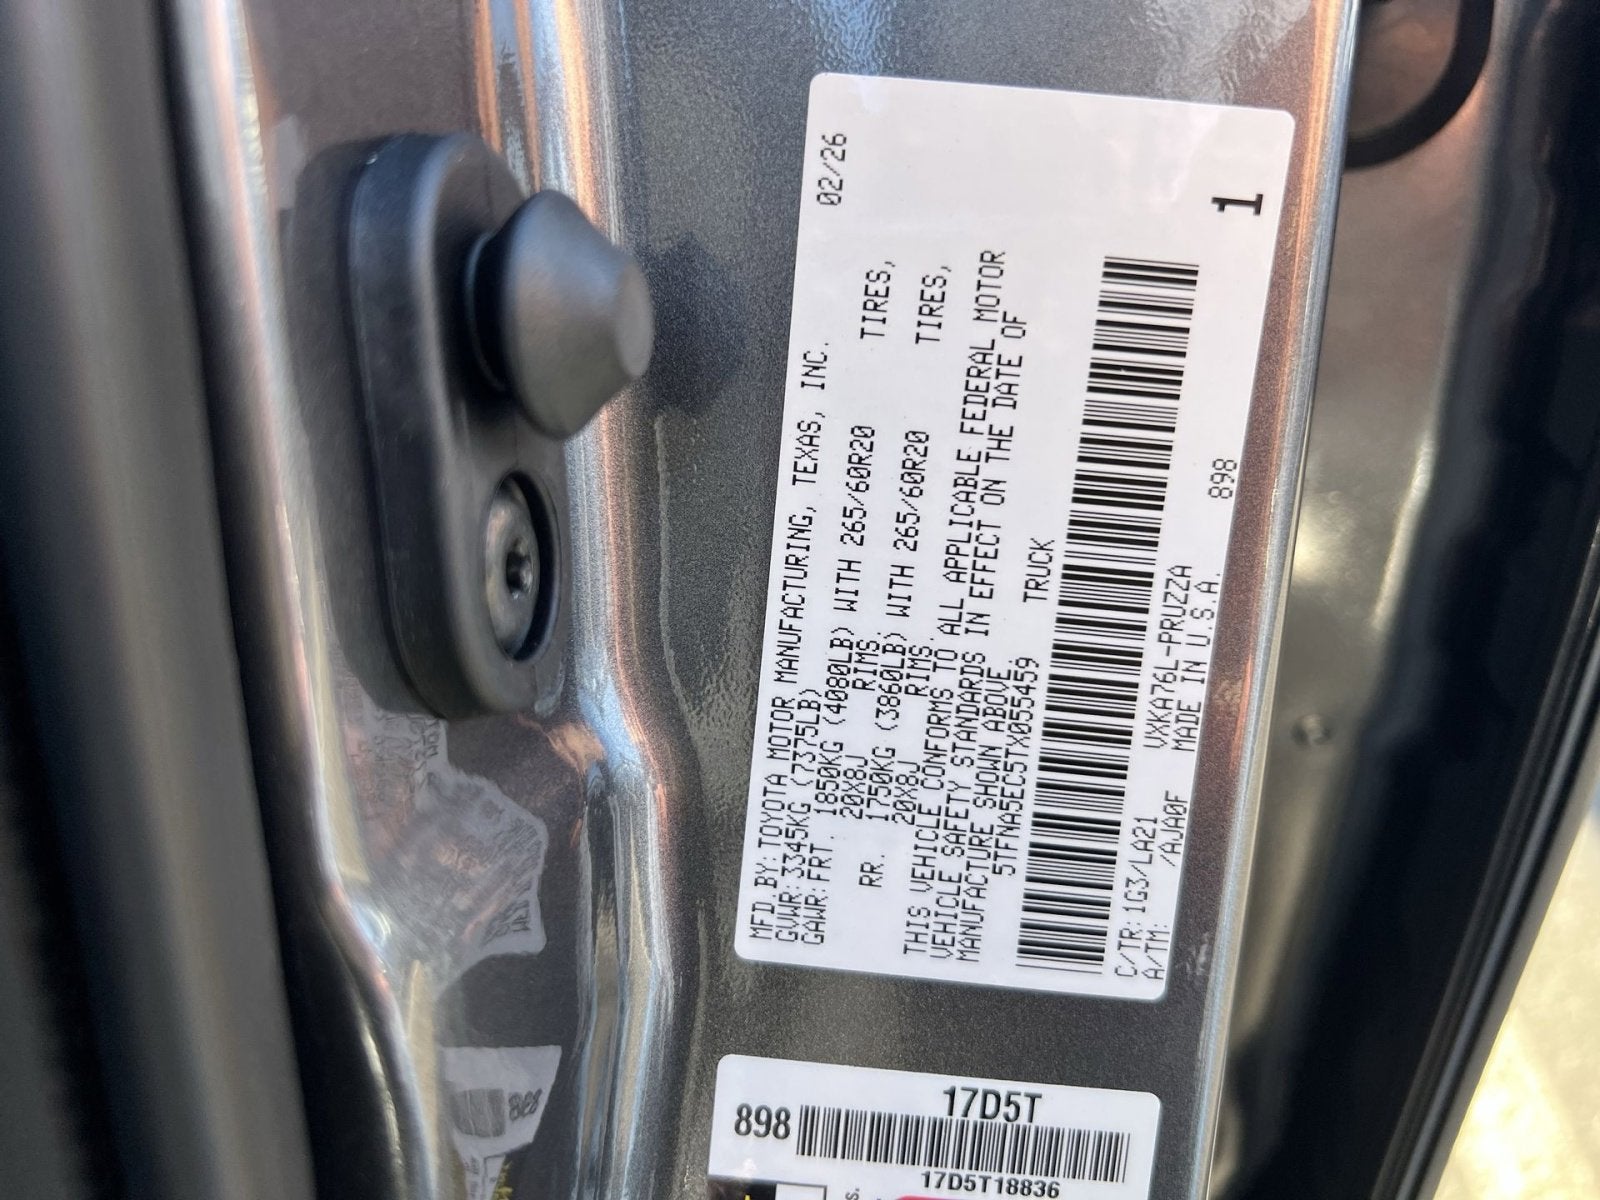 MFD BY: TOYOTA MOTOR MANUFACTURING, TEXAS, INC. 02/26
GVWR: 3345KG (7375LB)
GAWR: FRT. 1850KG (4080LB) WITH 265/60R20 TIRES,
20X8J RIMS,
RR. 1750KG (3860LB) WITH 265/60R20 TIRES,
20X8J RIMS.
THIS VEHICLE CONFORMS TO ALL APPLICABLE FEDERAL MOTOR
VEHICLE SAFETY STANDARDS IN EFFECT ON THE DATE OF
MANUFACTURE SHOWN ABOVE.
5TFNA5EC5TX055459 TRUCK
C/TR: 1G3/LA21 VXKA76L-PRUZZA
A/TM: /AJA0F MADE IN U.S.A. 898
1
17D5T
898
17D5T18836